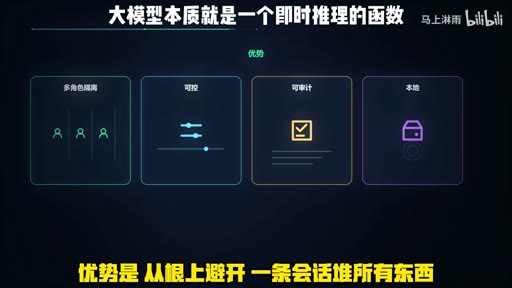 大模型本质就是一个即时推理的函数
马上淋雨 bilibili
优势
多角色隔离
可控
可审计
本地
优势是 从根上避开 一条会话堆所有东西